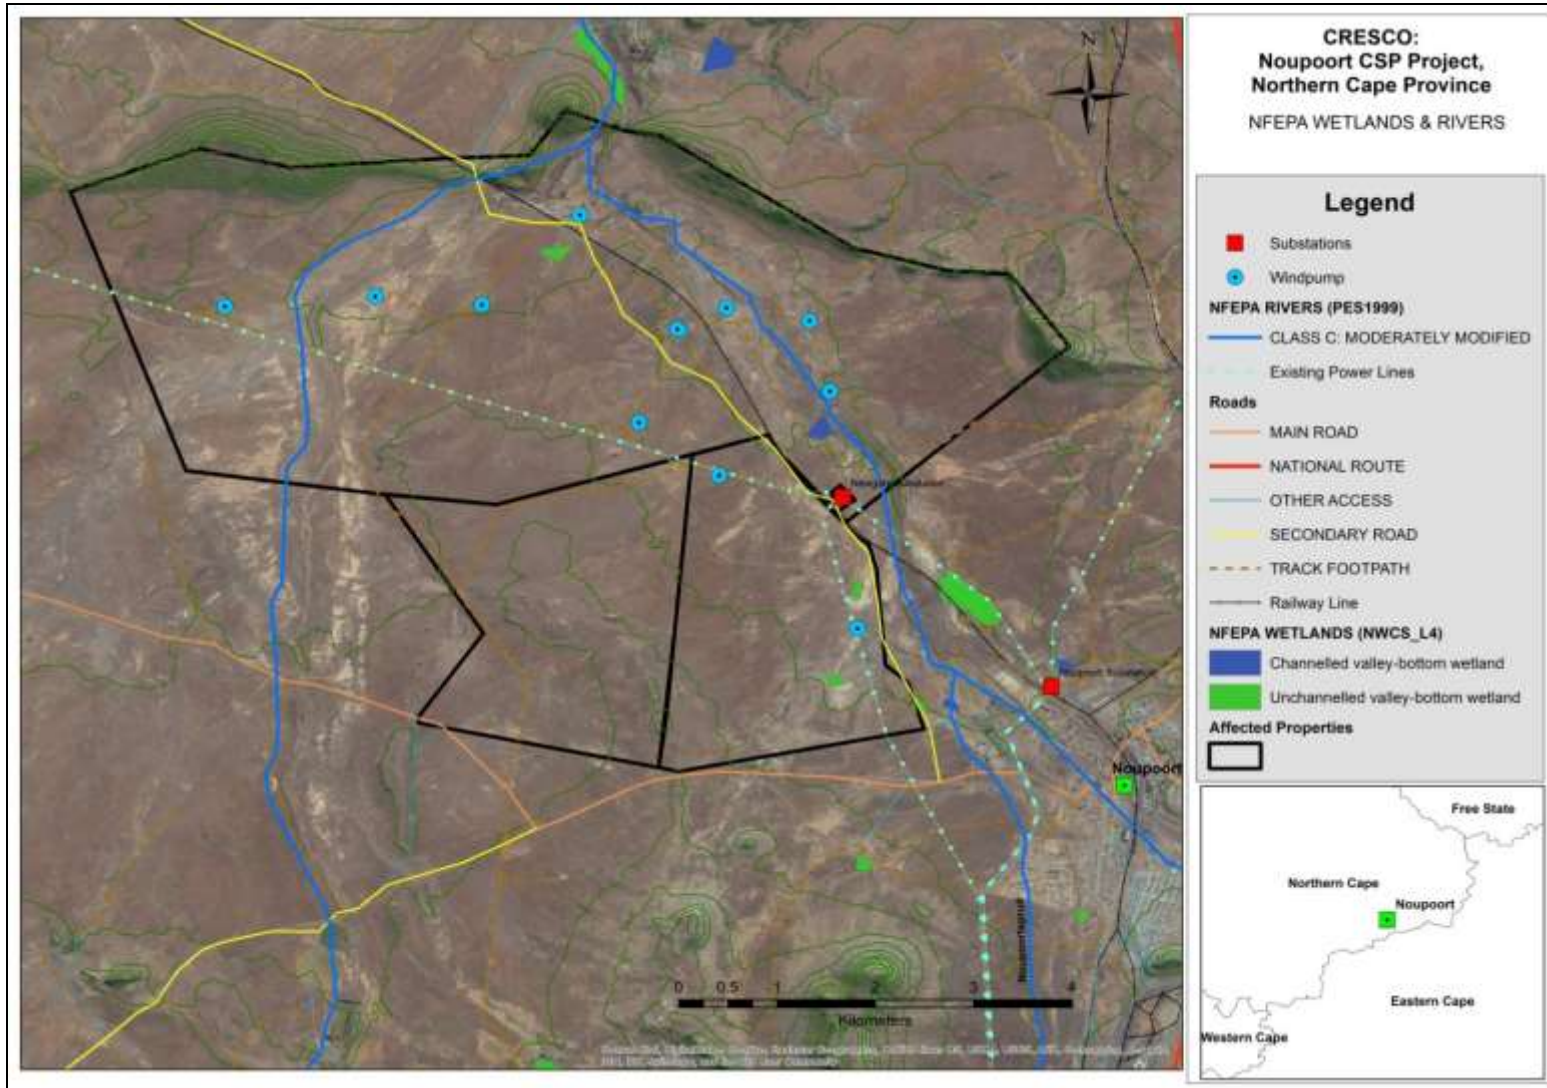 CRESCO:
Noupoort CSP Project,
Northern Cape Province
NFEPA WETLANDS & RIVERS
Legend
Substations
Windpump
NFEPA RIVERS (PES1999)
CLASS C: MODERATELY MODIFIED
Existing Power Lines
Roads
MAIN ROAD
NATIONAL ROUTE
OTHER ACCESS
SECONDARY ROAD
TRACK FOOTPATH
Railway Line
NFEPA WETLANDS (NWCS_L4)
Channelled valley-bottom wetland
Unchannelled valley-bottom wetland
Affected Properties
Free State
Northern Cape
Noupoort
Eastern Cape
Western Cape
N
Noupoort
0 0.5 1 2 3 4
Kilometers